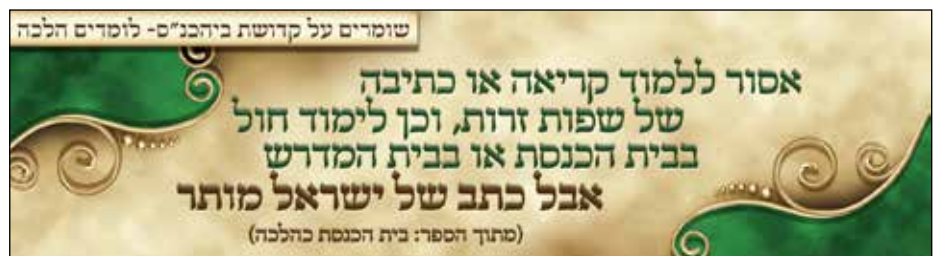 שומרים על קדושת ביהכנ"ס- לומדים הלכה
אסור ללמוד קריאה או כתיבה
של שפות זרות, וכן לימוד חול
בבית הכנסת או בבית המדרש
אבל כתב של ישראל מותר
(מתוך הספר: בית הכנסת כהלכה)